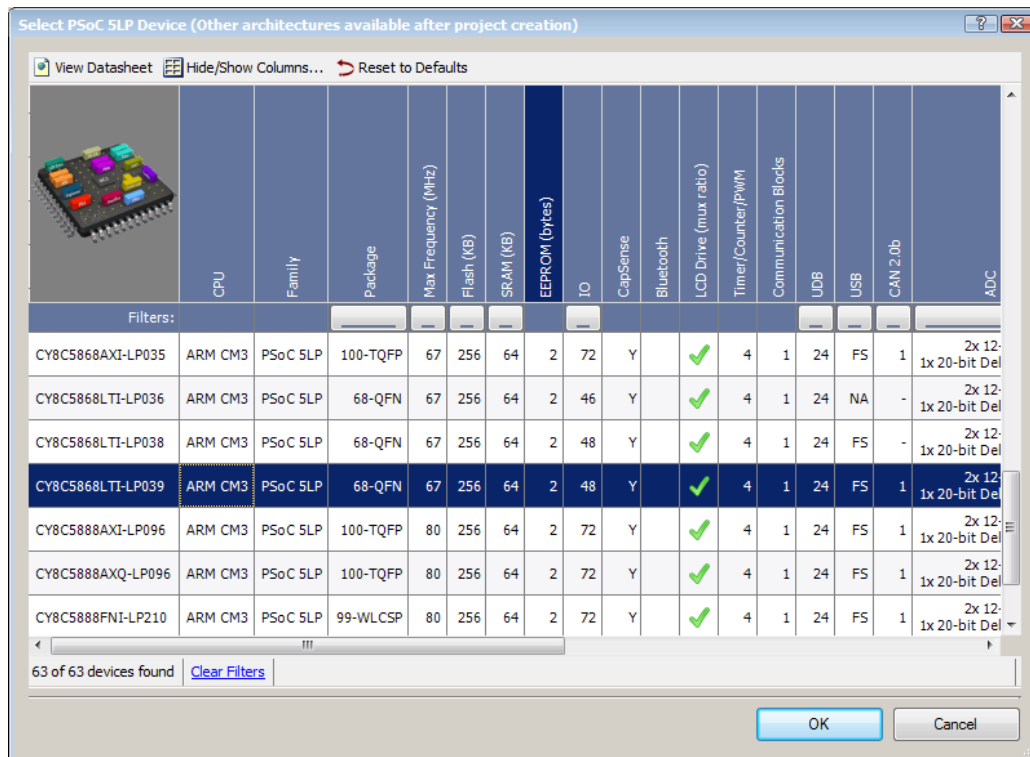 Select PSoC 5LP Device (Other architectures available after project creation)
View Datasheet Hide/Show Columns... Reset to Defaults
CPU Family Package Max Frequency (MHz) Flash (KB) SRAM (KB) EEPROM (bytes) IO CapSense Bluetooth LCD Drive (mux ratio) Timer/Counter/PWM Communication Blocks UDB USB CAN 2.0b ADC
Filters:
CY8C5868AXI-LP035 ARM CM3 PSoC 5LP 100-TQFP 67 256 64 2 72 Y 4 1 24 FS 1 2x 12-
1x 20-bit Del
CY8C5868LTI-LP036 ARM CM3 PSoC 5LP 68-QFN 67 256 64 2 46 Y 4 1 24 NA - 2x 12-
1x 20-bit Del
CY8C5868LTI-LP038 ARM CM3 PSoC 5LP 68-QFN 67 256 64 2 48 Y 4 1 24 FS - 2x 12-
1x 20-bit Del
CY8C5868LTI-LP039 ARM CM3 PSoC 5LP 68-QFN 67 256 64 2 48 Y 4 1 24 FS 1 2x 12-
1x 20-bit Del
CY8C5888AXI-LP096 ARM CM3 PSoC 5LP 100-TQFP 80 256 64 2 72 Y 4 1 24 FS 1 2x 12-
1x 20-bit Del
CY8C5888AXQ-LP096 ARM CM3 PSoC 5LP 100-TQFP 80 256 64 2 72 Y 4 1 24 FS 1 2x 12-
1x 20-bit Del
CY8C5888FNI-LP210 ARM CM3 PSoC 5LP 99-WLCSP 80 256 64 2 72 Y 4 1 24 FS 1 2x 12-
1x 20-bit Del
63 of 63 devices found Clear Filters
OK Cancel